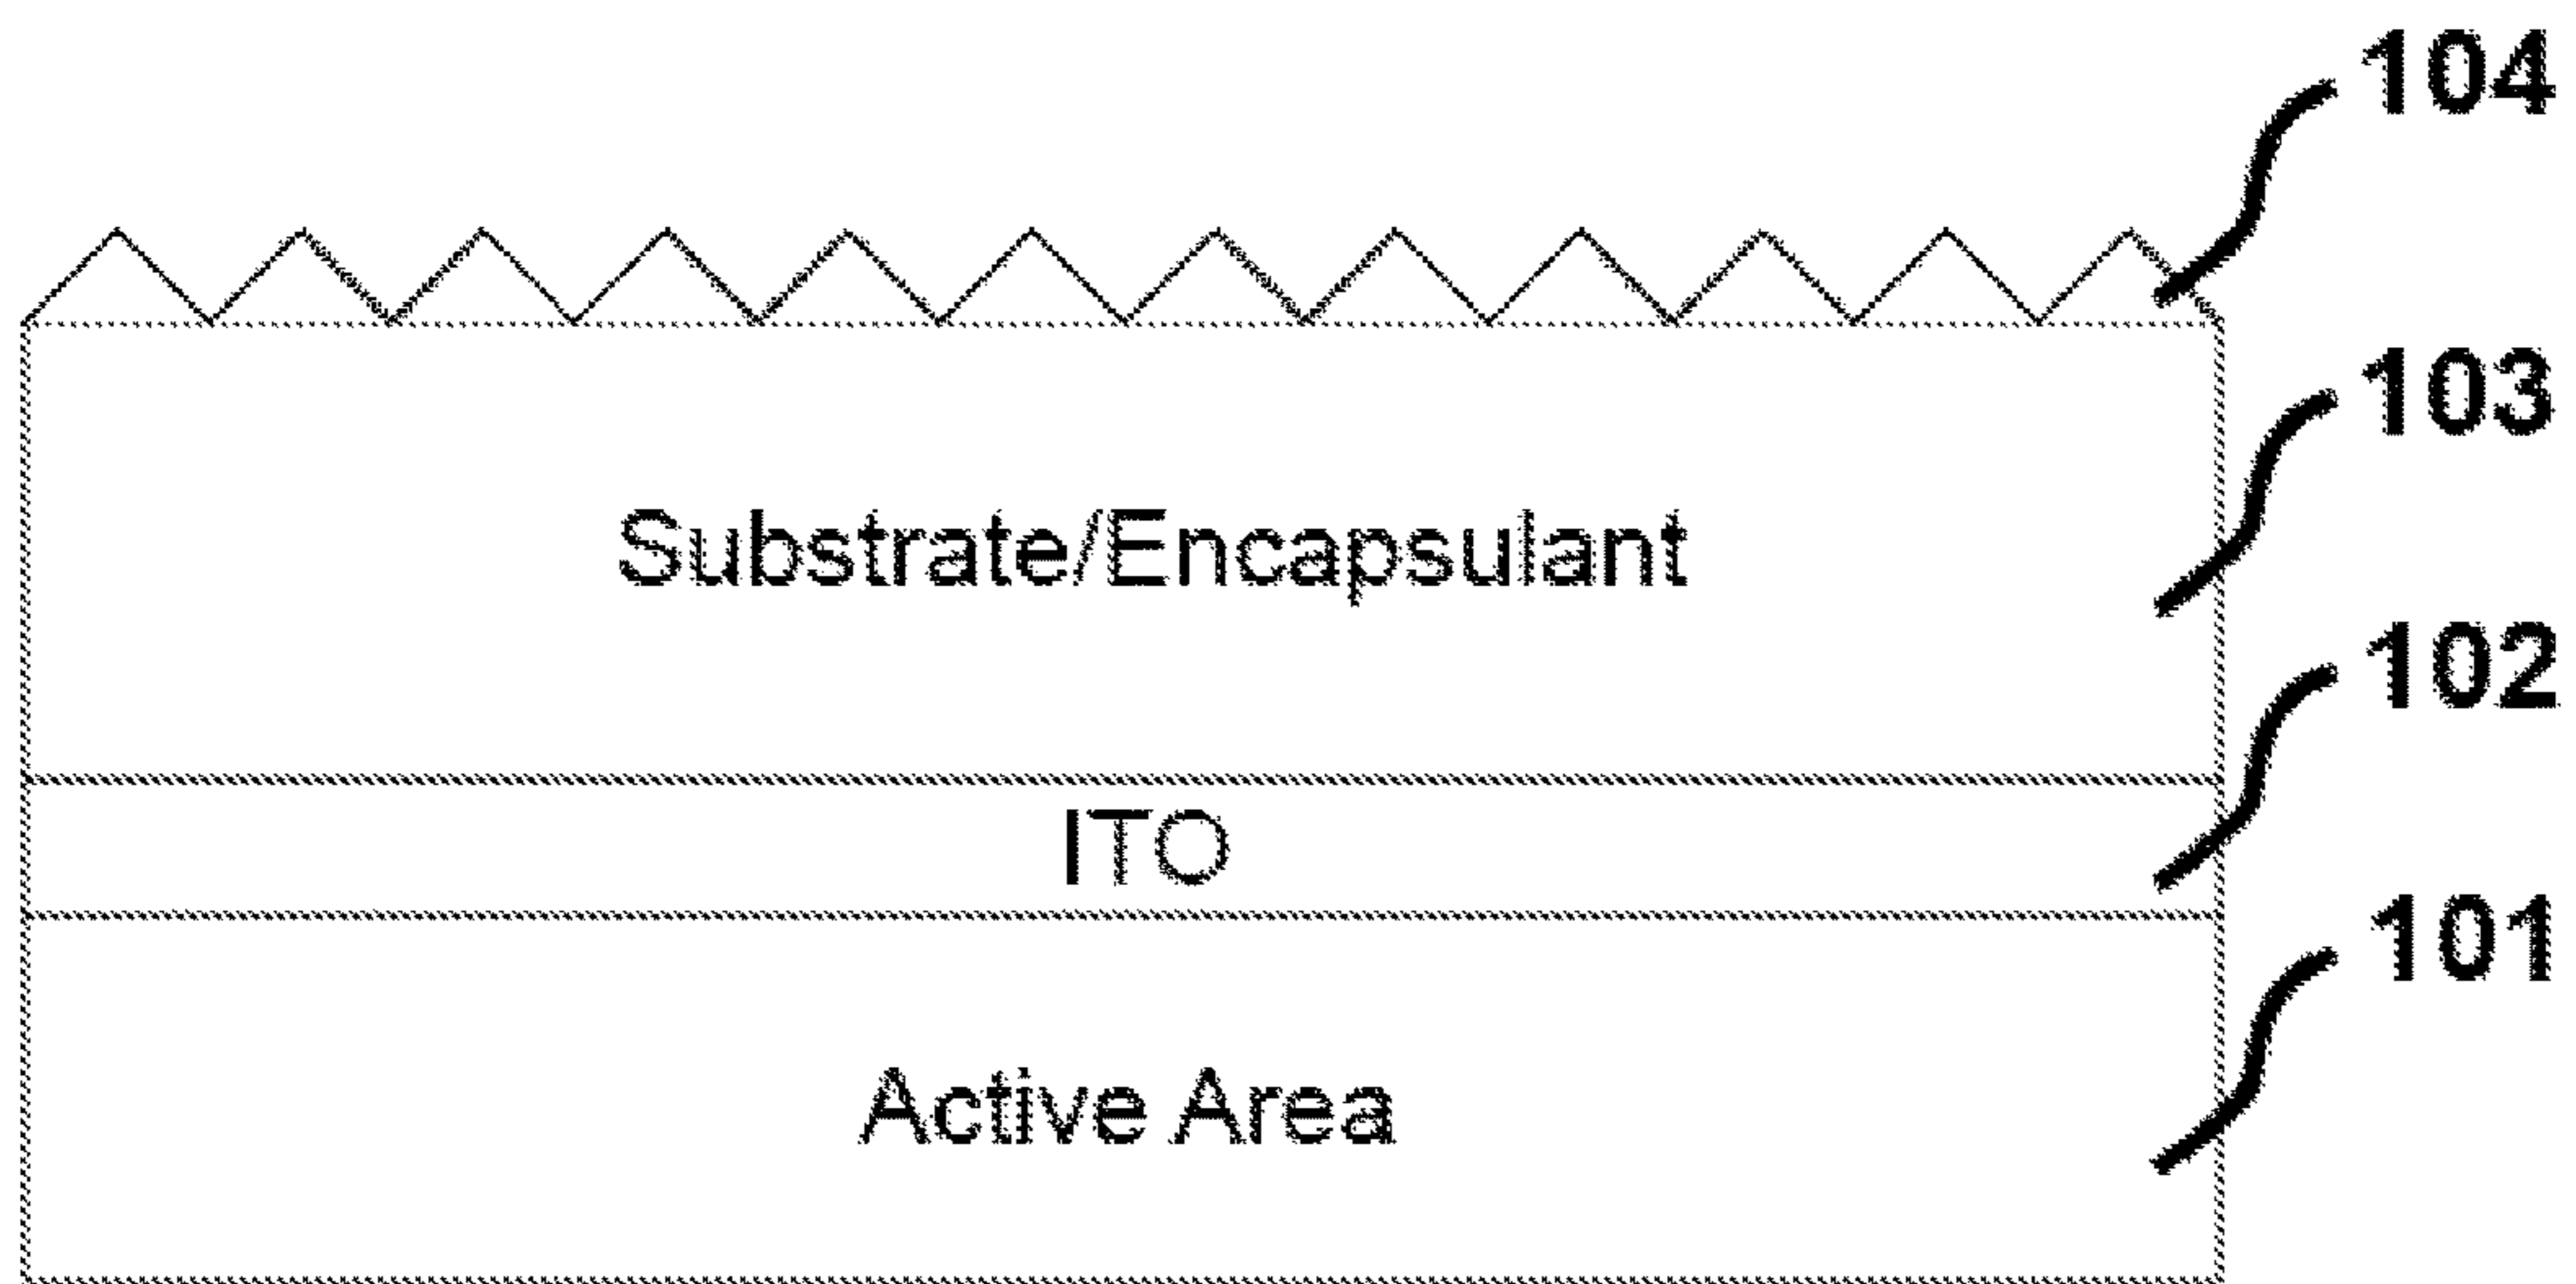 104
103
Substrate/Encapsulant
102
ITO
101
Active Area